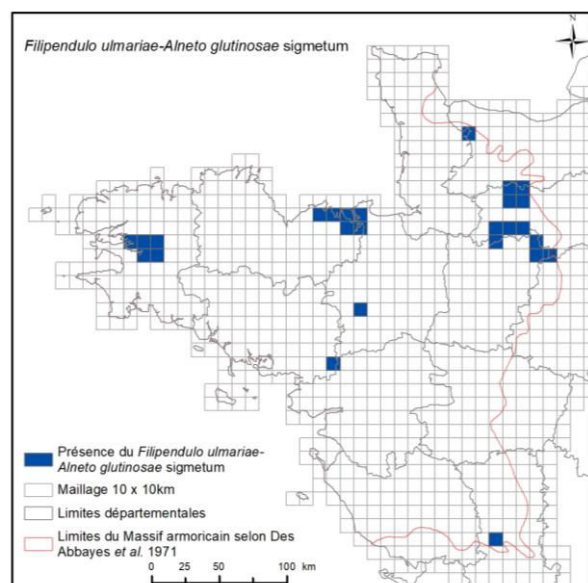 Filipendulo ulmariae-Alneto glutinosae sigmetum
N
Présence du Filipendulo ulmariae-
Alneto glutinosae sigmetum
Maillage 10 x 10km
Limites départementales
Limites du Massif armoricain selon Des
Abbayes et al. 1971
0 25 50 100 km